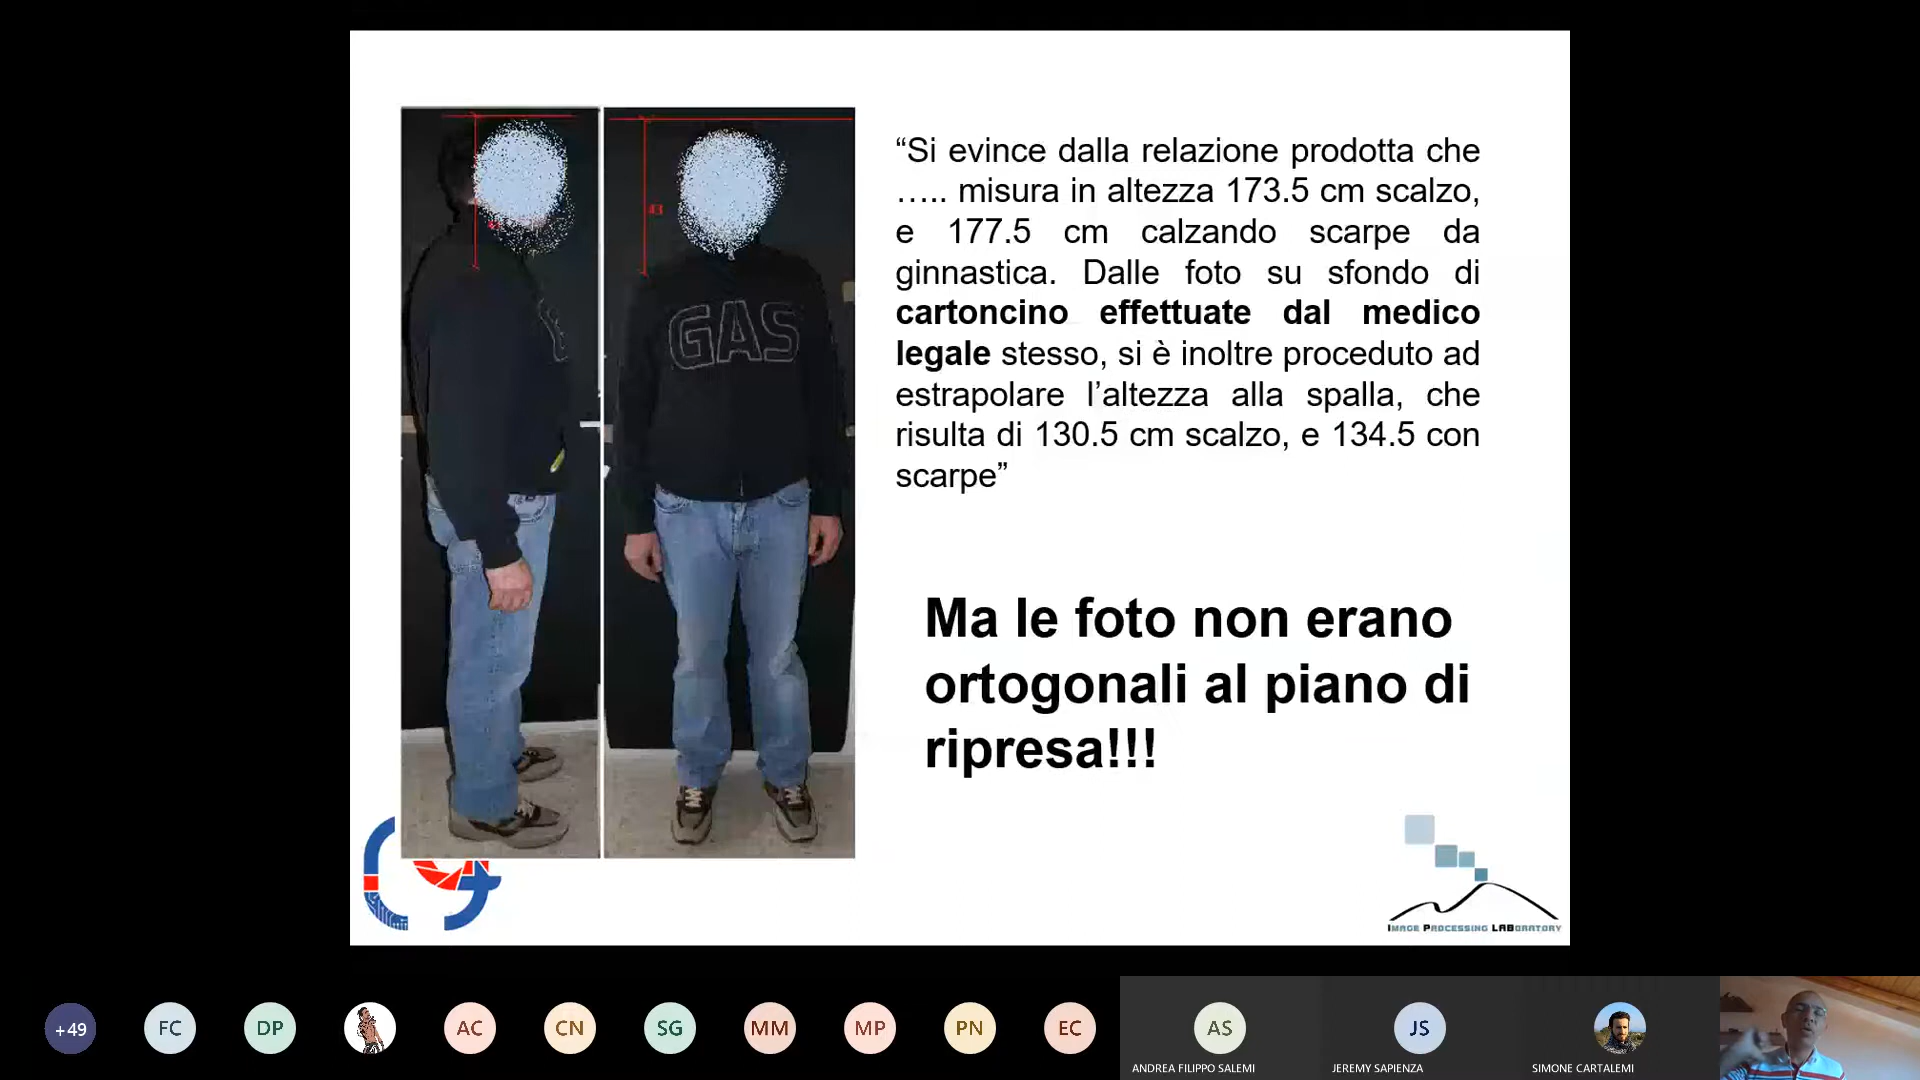 “Si evince dalla relazione prodotta che
….. misura in altezza 173.5 cm scalzo,
e 177.5 cm calzando scarpe da
ginnastica. Dalle foto su sfondo di
cartoncino effettuate dal medico
legale stesso, si è inoltre proceduto ad
estrapolare l’altezza alla spalla, che
risulta di 130.5 cm scalzo, e 134.5 con
scarpe”
43
GAS
Ma le foto non erano
ortogonali al piano di
ripresa!!!
IMAGE PROCESSING LABORATORY
+49
FC
DP
AC
CN
SG
MM
MP
PN
EC
AS
JS
ANDREA FILIPPO SALEMI
JEREMY SAPIENZA
SIMONE CARTALEMI